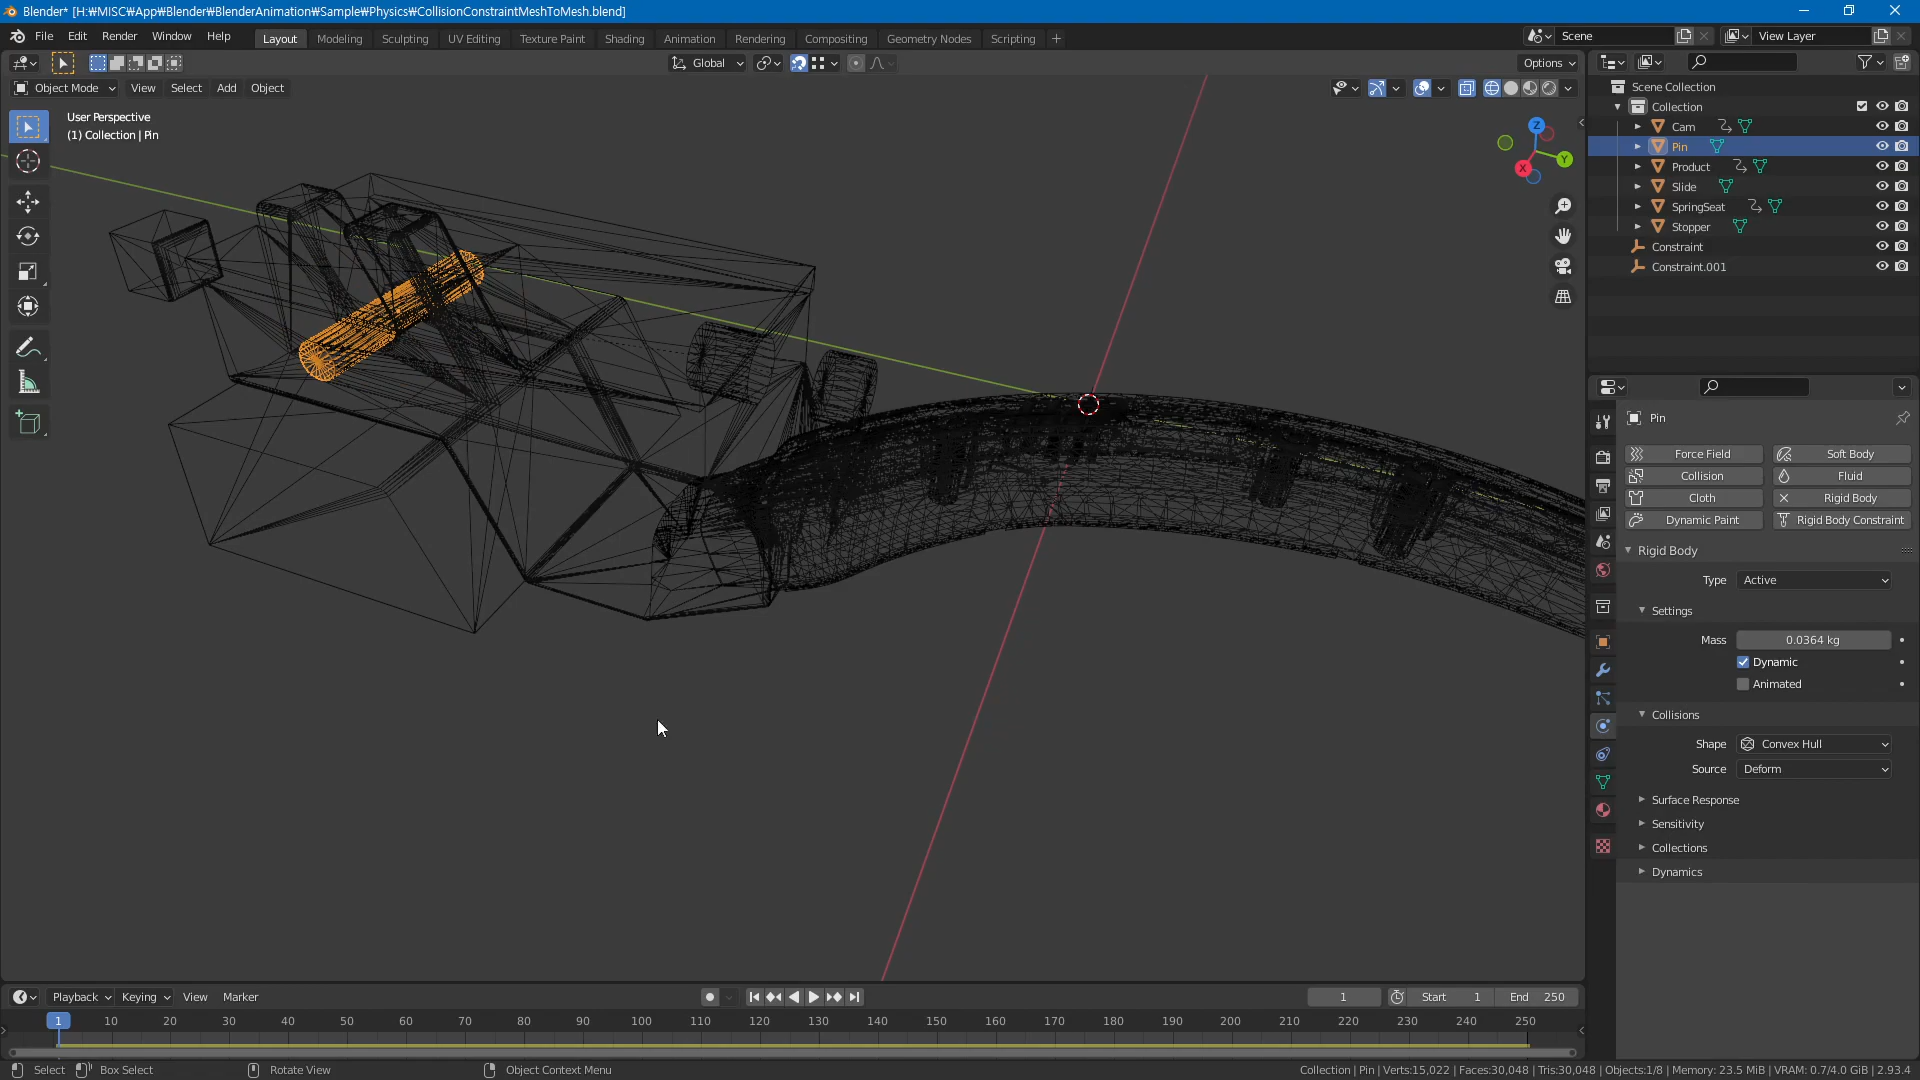 Blender* [H:₩MISC₩App₩Blender₩BlenderAnimation₩Sample₩Physics₩CollisionConstraintMeshToMesh.blend]
File Edit Render Window Help Layout Modeling Sculpting UV Editing Texture Paint Shading Animation Rendering Compositing Geometry Nodes Scripting + Scene View Layer
Global Options
Object Mode View Select Add Object
User Perspective
(1) Collection | Pin
Z
Y
X
Scene Collection
Collection
Cam
Pin
Product
Slide
SpringSeat
Stopper
Constraint
Constraint.001
Pin
Force Field Soft Body
Collision Fluid
Cloth Rigid Body
Dynamic Paint Rigid Body Constraint
Rigid Body
Type Active
Settings
Mass 0.0364 kg
Dynamic
Animated
Collisions
Shape Convex Hull
Source Deform
Surface Response
Sensitivity
Collections
Dynamics
Playback Keying View Marker 1 Start 1 End 250
1 10 20 30 40 50 60 70 80 90 100 110 120 130 140 150 160 170 180 190 200 210 220 230 240 250
Select Box Select Rotate View Object Context Menu Collection | Pin | Verts:15,022 | Faces:30,048 | Tris:30,048 | Objects:1/8 | Memory: 23.5 MiB | VRAM: 0.7/4.0 GiB | 2.93.4